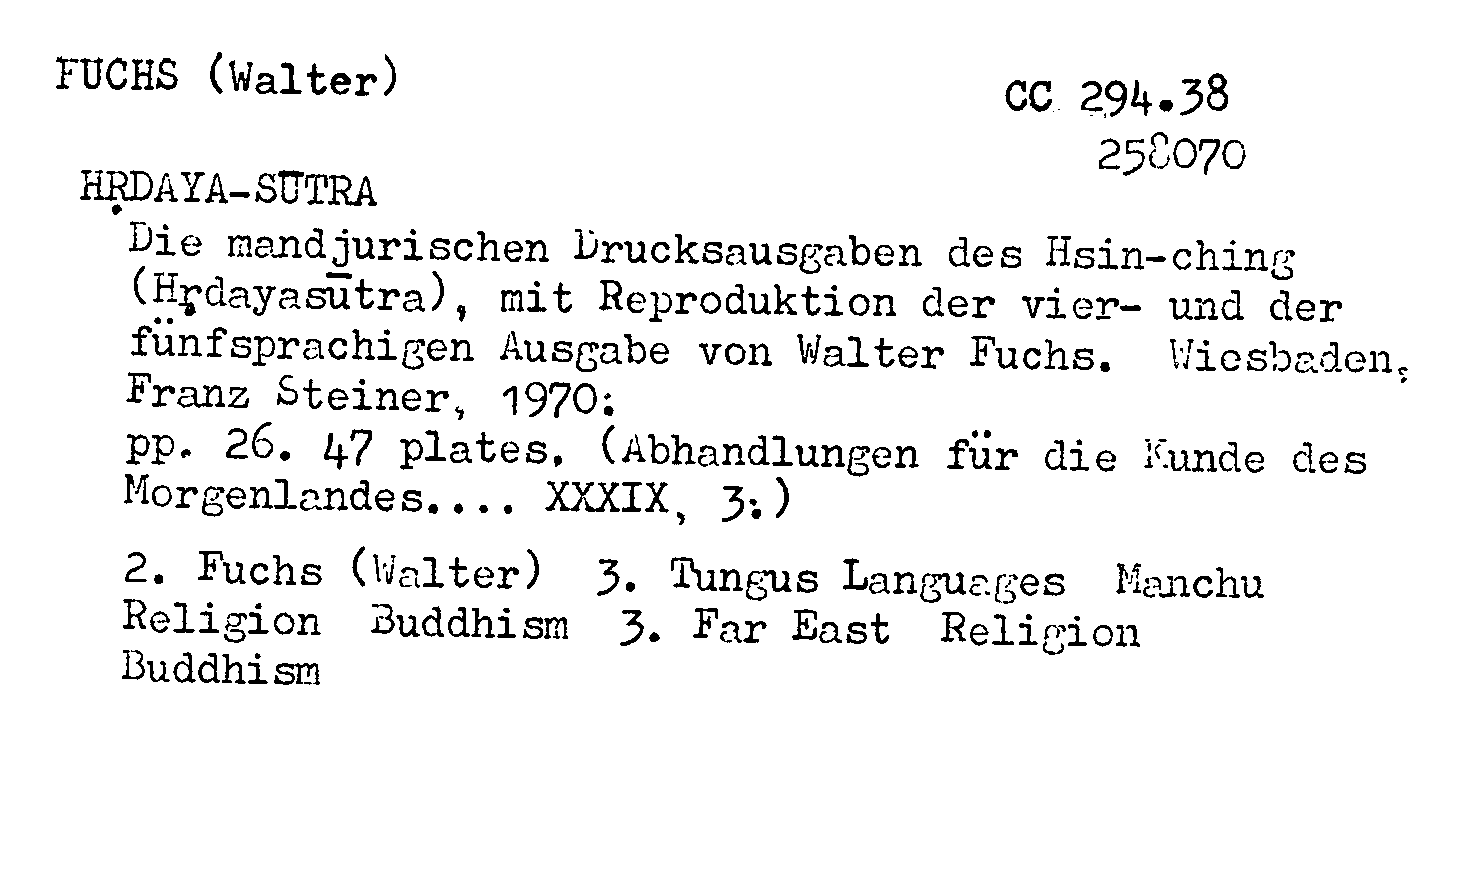 FUCHS (Walter)
CC 294.38
258070
HṚDAYA-SŪTRA
Die mandjurischen Drucksausgaben des Hsin-ching
(Hṛdayasūtra), mit Reproduktion der vier- und der
fünfsprachigen Ausgabe von Walter Fuchs. Wiesbaden,
Franz Steiner, 1970:
pp. 26. 47 plates. (Abhandlungen für die Kunde des
Morgenlandes.... XXXIX, 3:)
2. Fuchs (Walter) 3. Tungus Languages Manchu
Religion Buddhism 3. Far East Religion
Buddhism